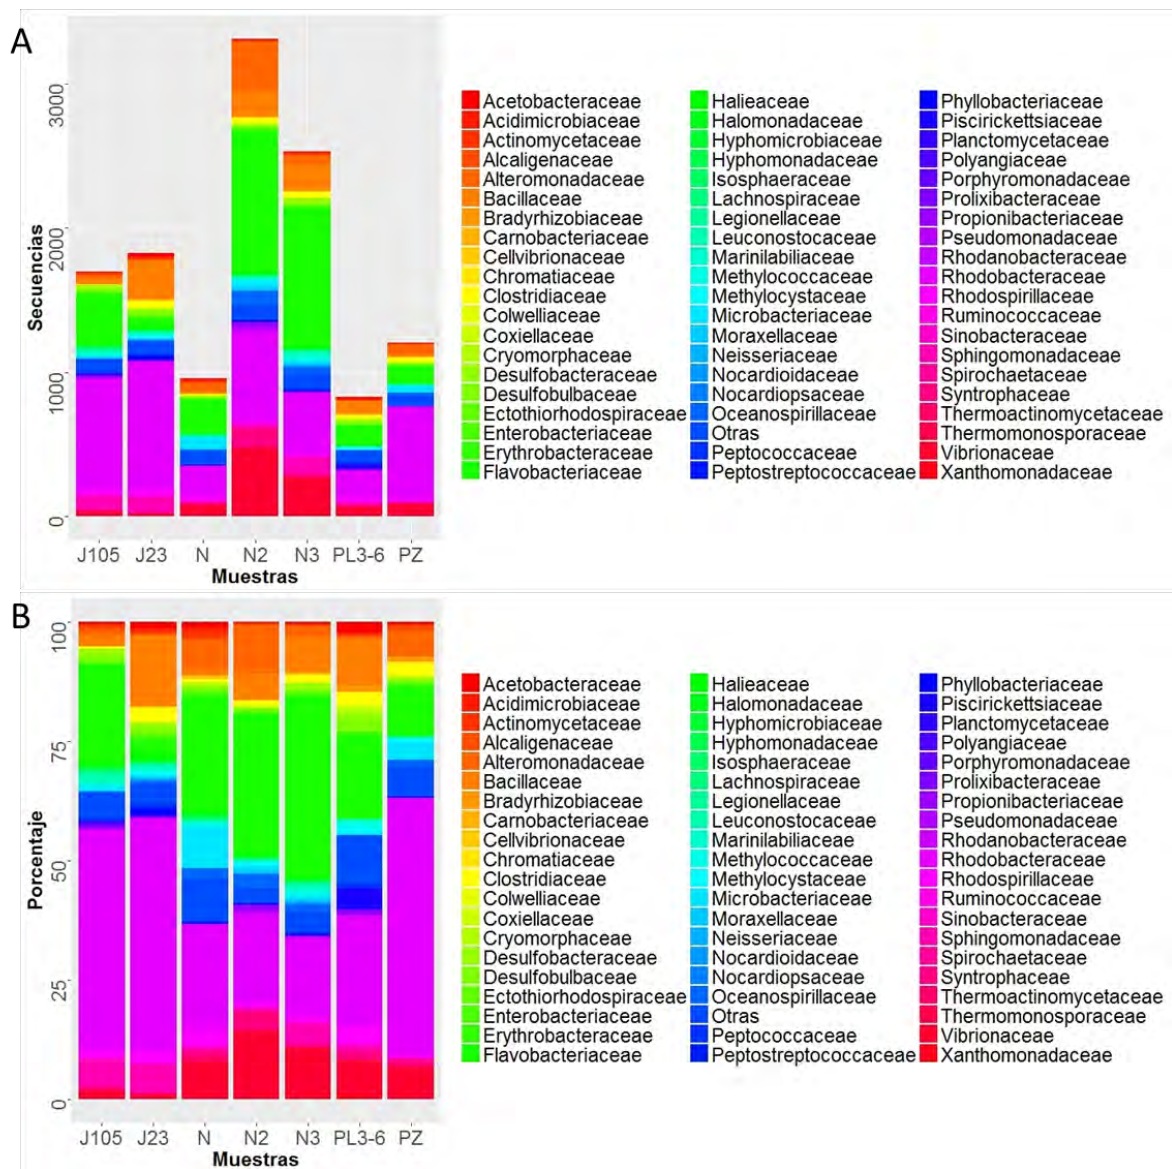 A
Secuencias
3000
2000
1000
0
J105 J23 N N2 N3 PL3-6 PZ
Muestras
Acetobacteraceae
Acidimicrobiaceae
Actinomycetaceae
Alcaligenaceae
Alteromonadaceae
Bacillaceae
Bradyrhizobiaceae
Carnobacteriaceae
Cellvibrionaceae
Chromatiaceae
Clostridiaceae
Colwelliaceae
Coxiellaceae
Cryomorphaceae
Desulfobacteraceae
Desulfobulbaceae
Ectothiorhodospiraceae
Enterobacteriaceae
Erythrobacteraceae
Flavobacteriaceae
Halieaceae
Halomonadaceae
Hyphomicrobiaceae
Hyphomonadaceae
Isosphaeraceae
Lachnospiraceae
Legionellaceae
Leuconostocaceae
Marinilabiliaceae
Methylococcaceae
Methylocystaceae
Microbacteriaceae
Moraxellaceae
Neisseriaceae
Nocardioidaceae
Nocardiopsaceae
Oceanospirillaceae
Otras
Peptococcaceae
Peptostreptococcaceae
Phyllobacteriaceae
Piscirickettsiaceae
Planctomycetaceae
Polyangiaceae
Porphyromonadaceae
Prolixibacteraceae
Propionibacteriaceae
Pseudomonadaceae
Rhodanobacteraceae
Rhodobacteraceae
Rhodospirillaceae
Ruminococcaceae
Sinobacteraceae
Sphingomonadaceae
Spirochaetaceae
Syntrophaceae
Thermoactinomycetaceae
Thermomonosporaceae
Vibrionaceae
Xanthomonadaceae
B
Porcentaje
100
75
50
25
0
J105 J23 N N2 N3 PL3-6 PZ
Muestras
Acetobacteraceae
Acidimicrobiaceae
Actinomycetaceae
Alcaligenaceae
Alteromonadaceae
Bacillaceae
Bradyrhizobiaceae
Carnobacteriaceae
Cellvibrionaceae
Chromatiaceae
Clostridiaceae
Colwelliaceae
Coxiellaceae
Cryomorphaceae
Desulfobacteraceae
Desulfobulbaceae
Ectothiorhodospiraceae
Enterobacteriaceae
Erythrobacteraceae
Flavobacteriaceae
Halieaceae
Halomonadaceae
Hyphomicrobiaceae
Hyphomonadaceae
Isosphaeraceae
Lachnospiraceae
Legionellaceae
Leuconostocaceae
Marinilabiliaceae
Methylococcaceae
Methylocystaceae
Microbacteriaceae
Moraxellaceae
Neisseriaceae
Nocardioidaceae
Nocardiopsaceae
Oceanospirillaceae
Otras
Peptococcaceae
Peptostreptococcaceae
Phyllobacteriaceae
Piscirickettsiaceae
Planctomycetaceae
Polyangiaceae
Porphyromonadaceae
Prolixibacteraceae
Propionibacteriaceae
Pseudomonadaceae
Rhodanobacteraceae
Rhodobacteraceae
Rhodospirillaceae
Ruminococcaceae
Sinobacteraceae
Sphingomonadaceae
Spirochaetaceae
Syntrophaceae
Thermoactinomycetaceae
Thermomonosporaceae
Vibrionaceae
Xanthomonadaceae